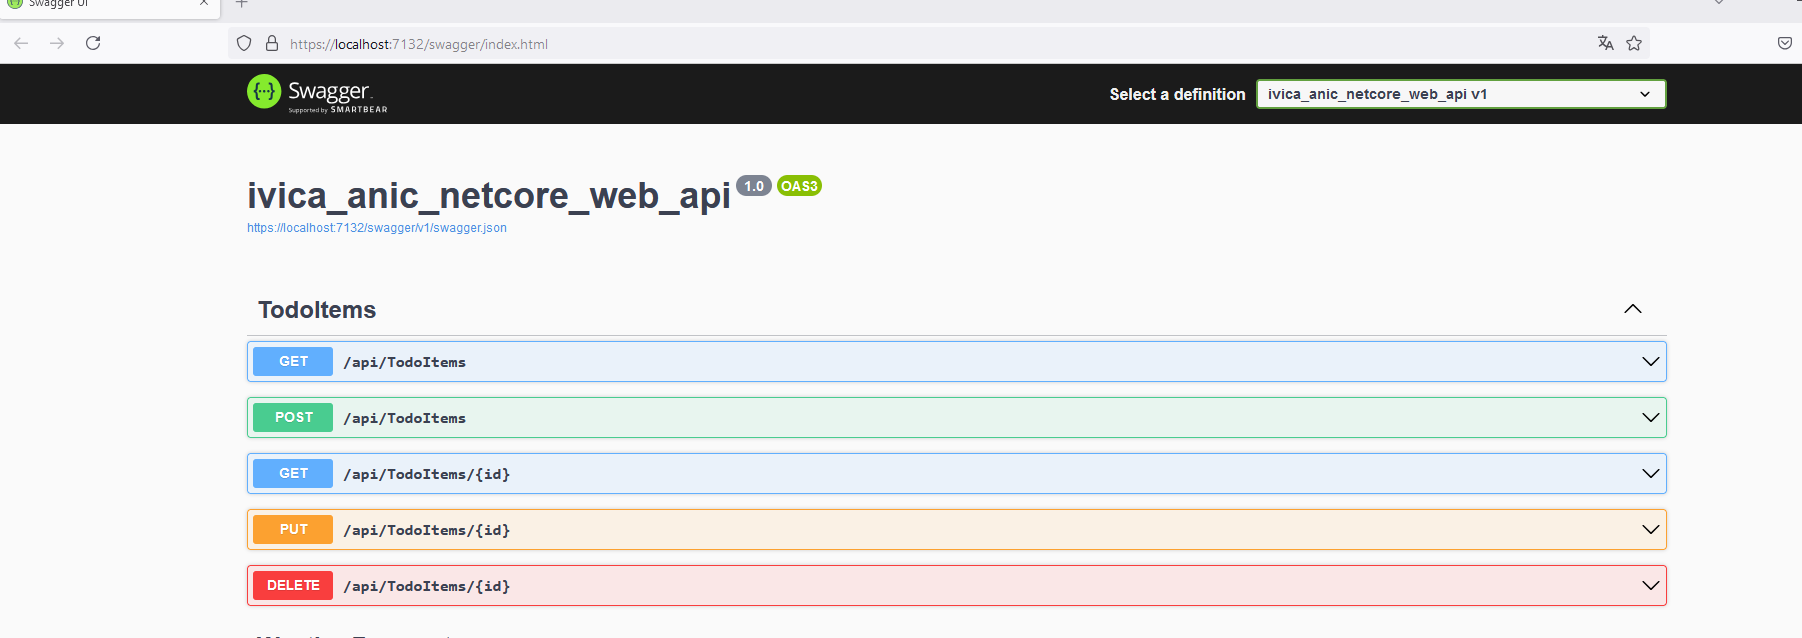 Swagger UI
https://localhost:7132/swagger/index.html
Swagger
Supported by SMARTBEAR
Select a definition
ivica_anic_netcore_web_api v1
ivica_anic_netcore_web_api 1.0 OAS3
https://localhost:7132/swagger/v1/swagger.json
TodoItems
GET /api/TodoItems
POST /api/TodoItems
GET /api/TodoItems/{id}
PUT /api/TodoItems/{id}
DELETE /api/TodoItems/{id}